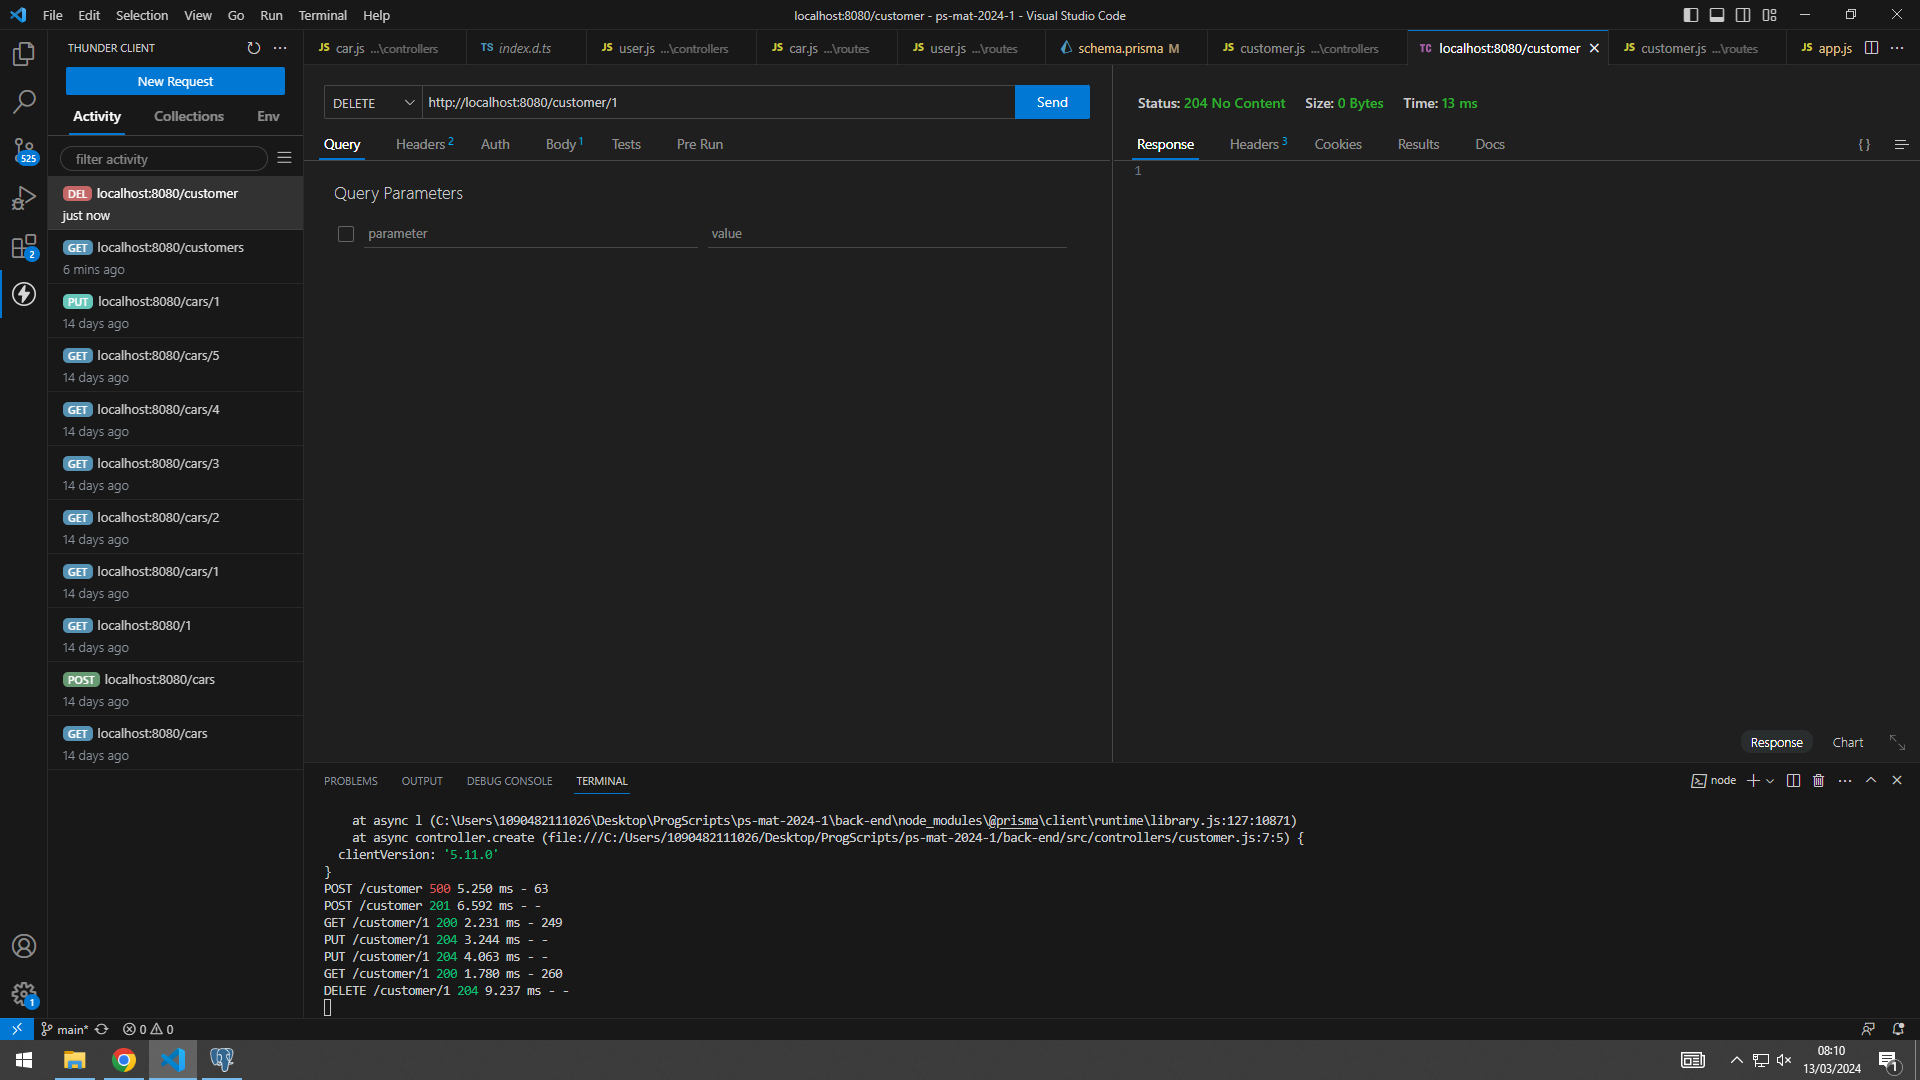 File Edit Selection View Go Run Terminal Help
localhost:8080/customer - ps-mat-2024-1 - Visual Studio Code
THUNDER CLIENT
New Request
Activity Collections Env
filter activity
DEL localhost:8080/customer
just now
GET localhost:8080/customers
6 mins ago
PUT localhost:8080/cars/1
14 days ago
GET localhost:8080/cars/5
14 days ago
GET localhost:8080/cars/4
14 days ago
GET localhost:8080/cars/3
14 days ago
GET localhost:8080/cars/2
14 days ago
GET localhost:8080/cars/1
14 days ago
GET localhost:8080/1
14 days ago
POST localhost:8080/cars
14 days ago
GET localhost:8080/cars
14 days ago
525
2
1
JS car.js ...\controllers
TS index.d.ts
JS user.js ...\controllers
JS car.js ...\routes
JS user.js ...\routes
schema.prisma M
JS customer.js ...\controllers
TC localhost:8080/customer
JS customer.js ...\routes
JS app.js
DELETE http://localhost:8080/customer/1 Send
Query Headers 2 Auth Body 1 Tests Pre Run
Query Parameters
parameter value
Status: 204 No Content Size: 0 Bytes Time: 13 ms
Response Headers 3 Cookies Results Docs { }
1
Response Chart
PROBLEMS OUTPUT DEBUG CONSOLE TERMINAL
node
at async l (C:\Users\1090482111026\Desktop\ProgScripts\ps-mat-2024-1\back-end\node_modules\@prisma\client\runtime\library.js:127:10871)
at async controller.create (file:///C:/Users/1090482111026/Desktop/ProgScripts/ps-mat-2024-1/back-end/src/controllers/customer.js:7:5) {
clientVersion: '5.11.0'
}
POST /customer 500 5.250 ms - 63
POST /customer 201 6.592 ms - -
GET /customer/1 200 2.231 ms - 249
PUT /customer/1 204 3.244 ms - -
PUT /customer/1 204 4.063 ms - -
GET /customer/1 200 1.780 ms - 260
DELETE /customer/1 204 9.237 ms - -
main* 0 0
08:10
13/03/2024
1